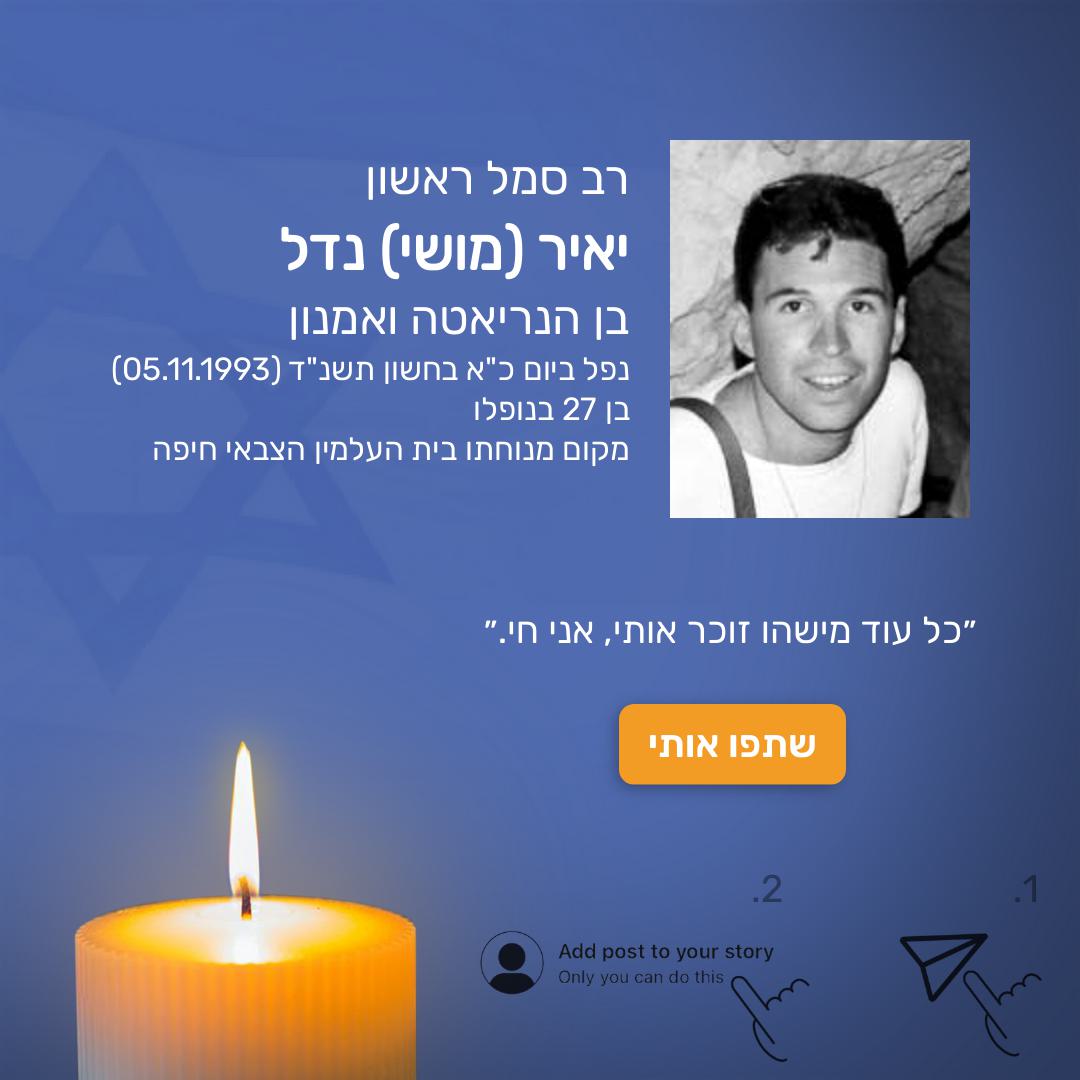 רב סמל ראשון
יאיר (מושי) נדל
בן הנריאטה ואמנון
נפל ביום כ"א בחשון תשנ"ד (05.11.1993)
בן 27 בנופלו
מקום מנוחתו בית העלמין הצבאי חיפה
״כל עוד מישהו זוכר אותי, אני חי.״
שתפו אותי
.1
.2
Add post to your story
Only you can do this